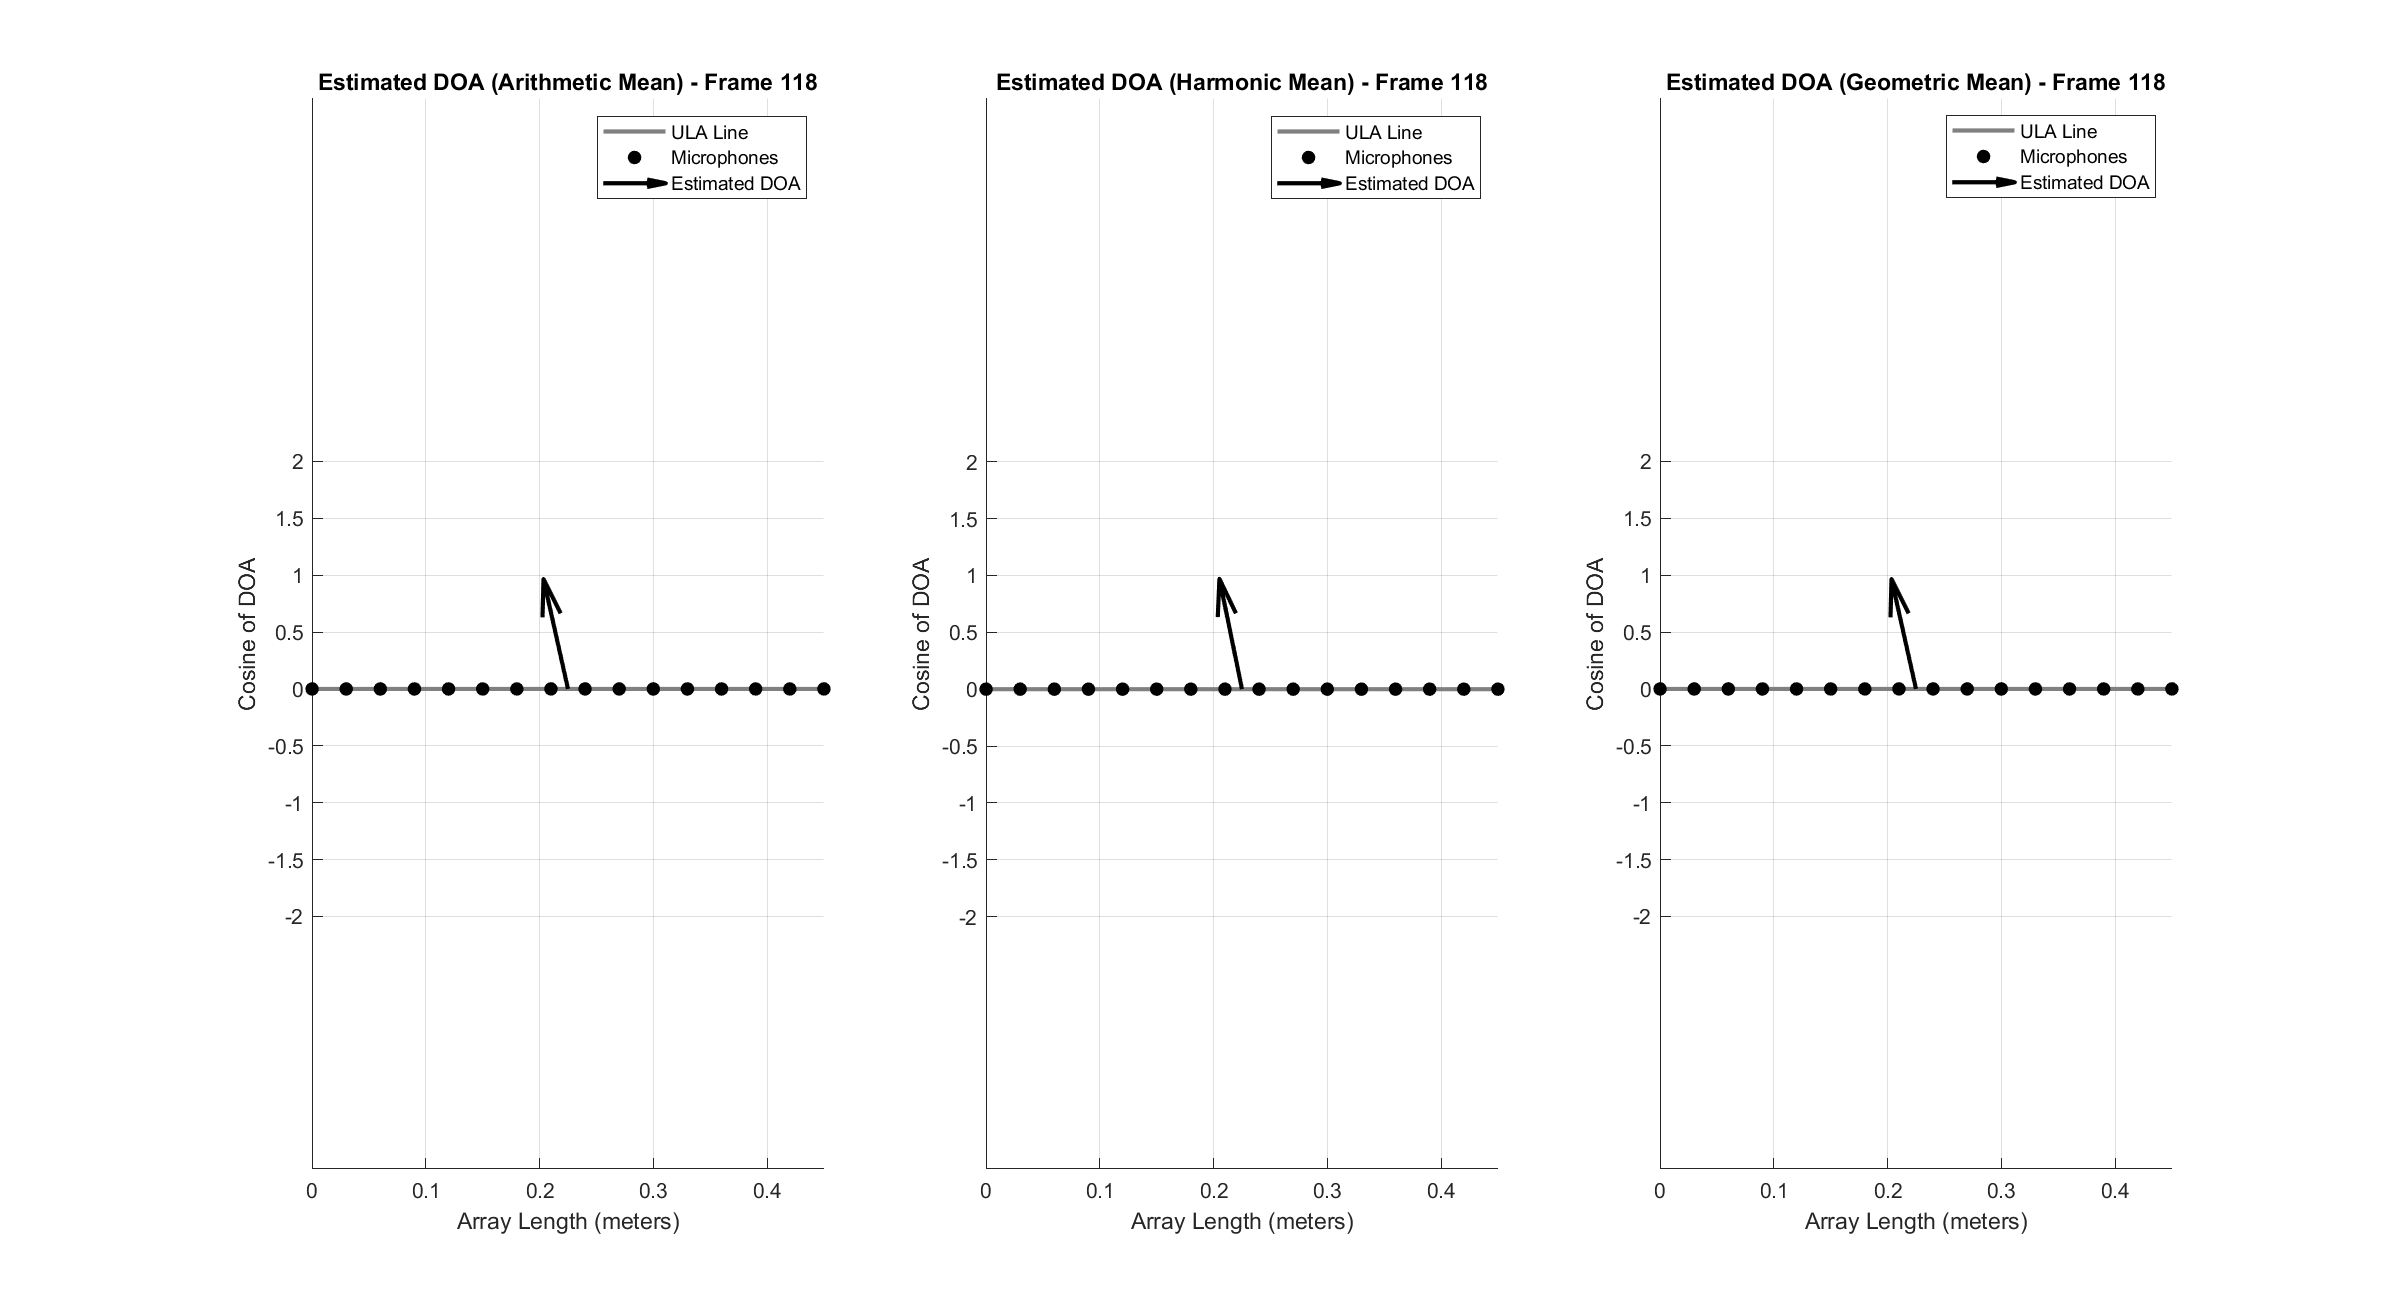 Estimated DOA (Arithmetic Mean) - Frame 118
ULA Line
Microphones
Estimated DOA
Cosine of DOA
2
1.5
1
0.5
0
-0.5
-1
-1.5
-2
0 0.1 0.2 0.3 0.4
Array Length (meters)
Estimated DOA (Harmonic Mean) - Frame 118
ULA Line
Microphones
Estimated DOA
Cosine of DOA
2
1.5
1
0.5
0
-0.5
-1
-1.5
-2
0 0.1 0.2 0.3 0.4
Array Length (meters)
Estimated DOA (Geometric Mean) - Frame 118
ULA Line
Microphones
Estimated DOA
Cosine of DOA
2
1.5
1
0.5
0
-0.5
-1
-1.5
-2
0 0.1 0.2 0.3 0.4
Array Length (meters)